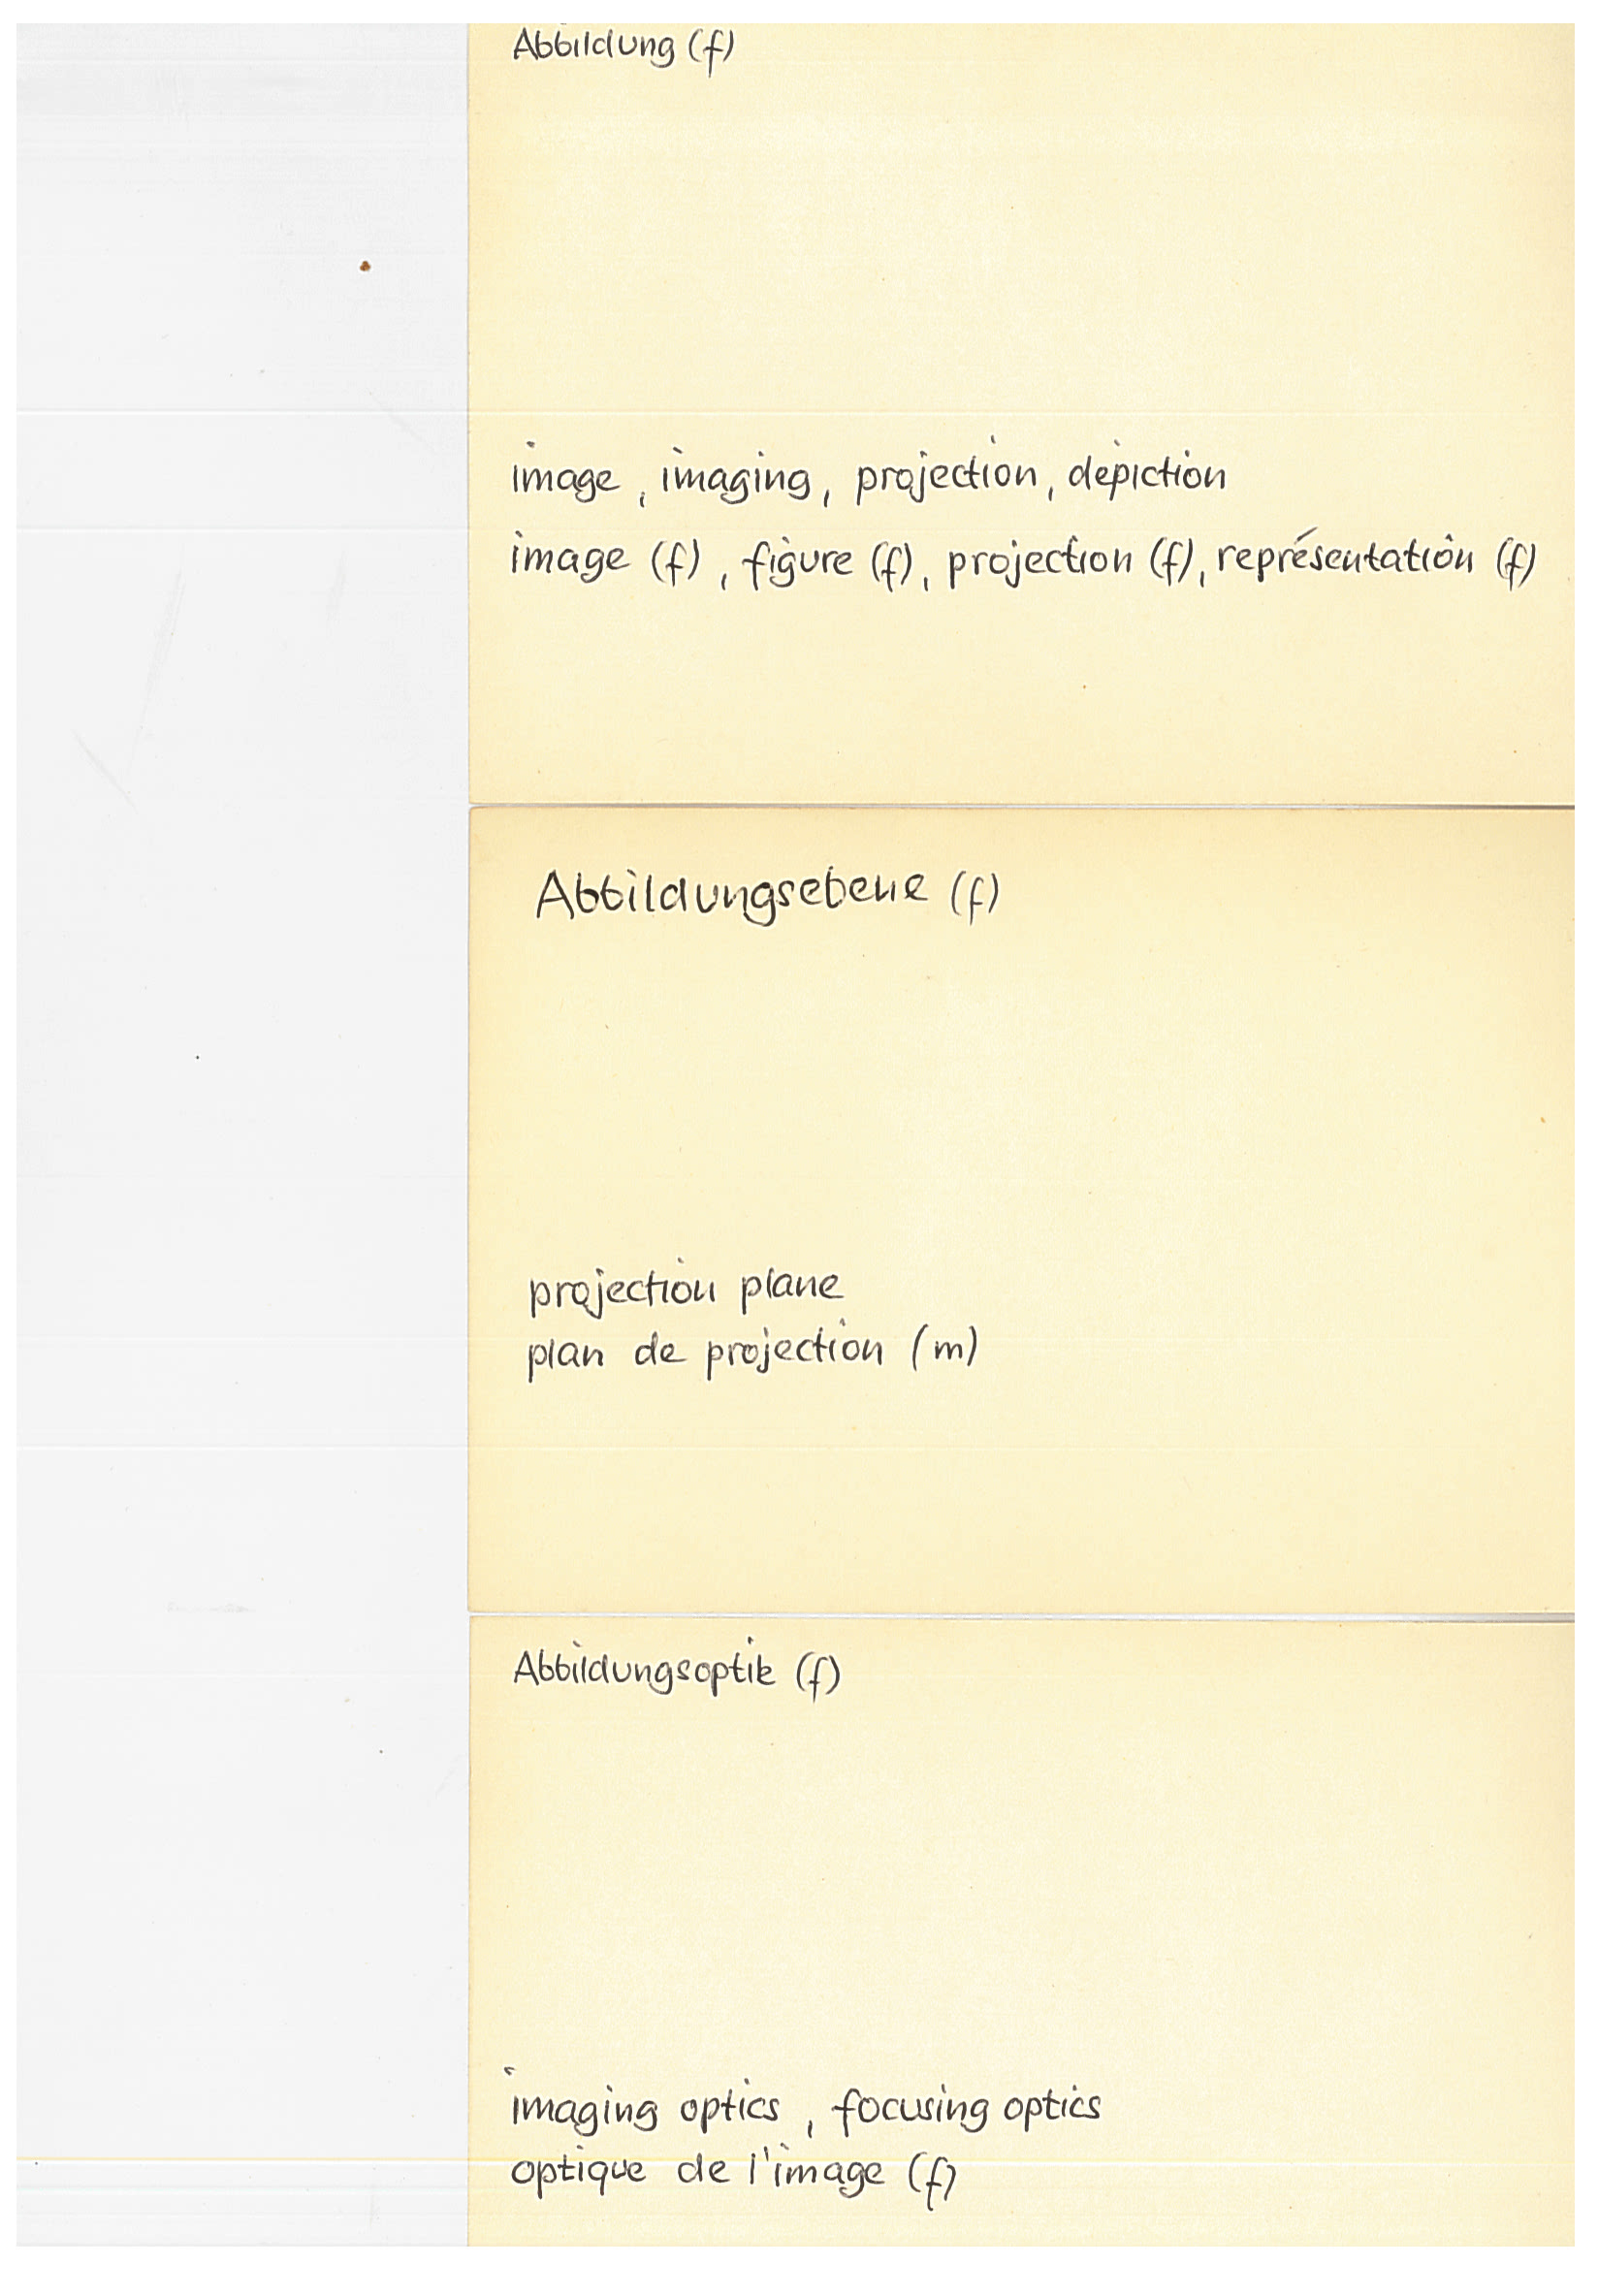 Abbildung (f)
image, imaging, projection, depiction
image (f), figure (f), projection (f), représentation (f)
Abbildungsebene (f)
projection plane
plan de projection (m)
Abbildungsoptik (f)
imaging optics, focusing optics
optique de l'image (f)